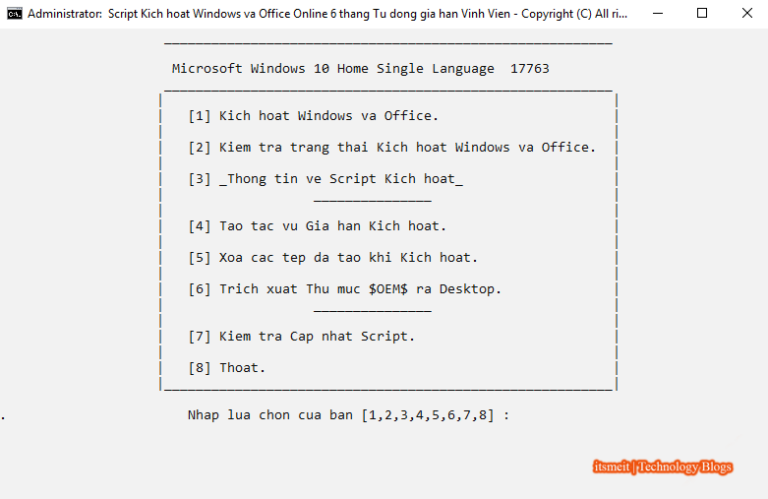 Administrator: Script Kich hoat Windows va Office Online 6 thang Tu dong gia han Vinh Vien - Copyright (C) All ri...
Microsoft Windows 10 Home Single Language 17763
[1] Kich hoat Windows va Office.
[2] Kiem tra trang thai Kich hoat Windows va Office.
[3] _Thong tin ve Script Kich hoat_
[4] Tao tac vu Gia han Kich hoat.
[5] Xoa cac tep da tao khi Kich hoat.
[6] Trich xuat Thu muc $OEM$ ra Desktop.
[7] Kiem tra Cap nhat Script.
[8] Thoat.
. Nhap lua chon cua ban [1,2,3,4,5,6,7,8] :
itsmeit | Technology Blogs